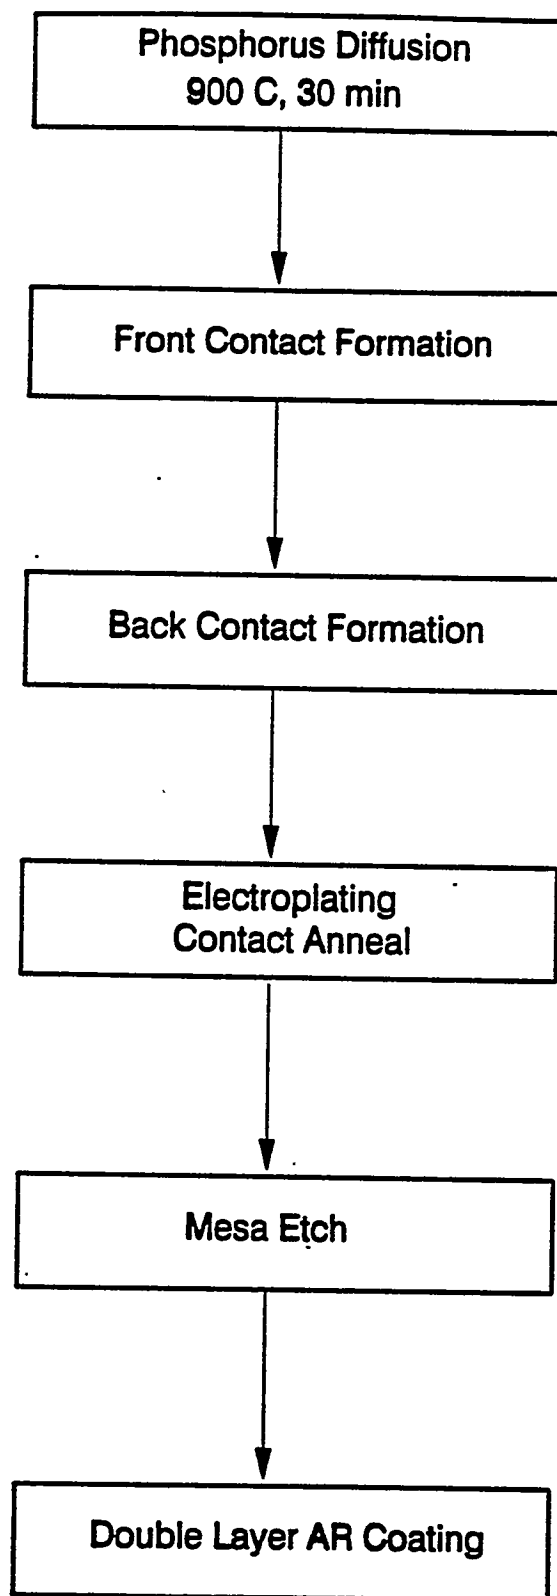 Phosphorus Diffusion
900 C, 30 min
Front Contact Formation
Back Contact Formation
Electroplating
Contact Anneal
Mesa Etch
Double Layer AR Coating